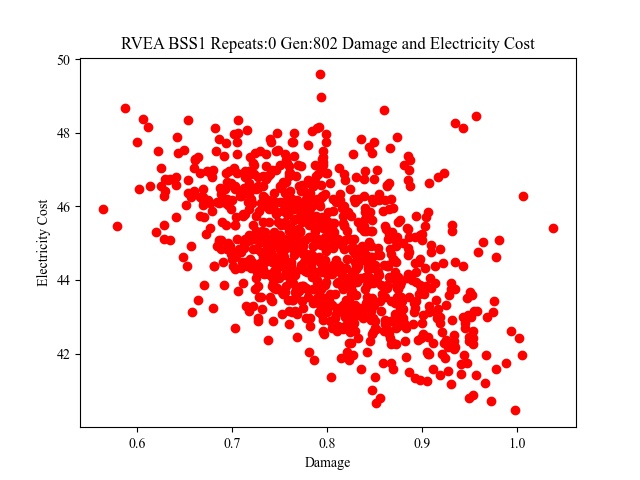 RVEA BSS1 Repeats:0 Gen:802 Damage and Electricity Cost
50
48
46
44
42
Electricity Cost
0.6 0.7 0.8 0.9 1.0
Damage